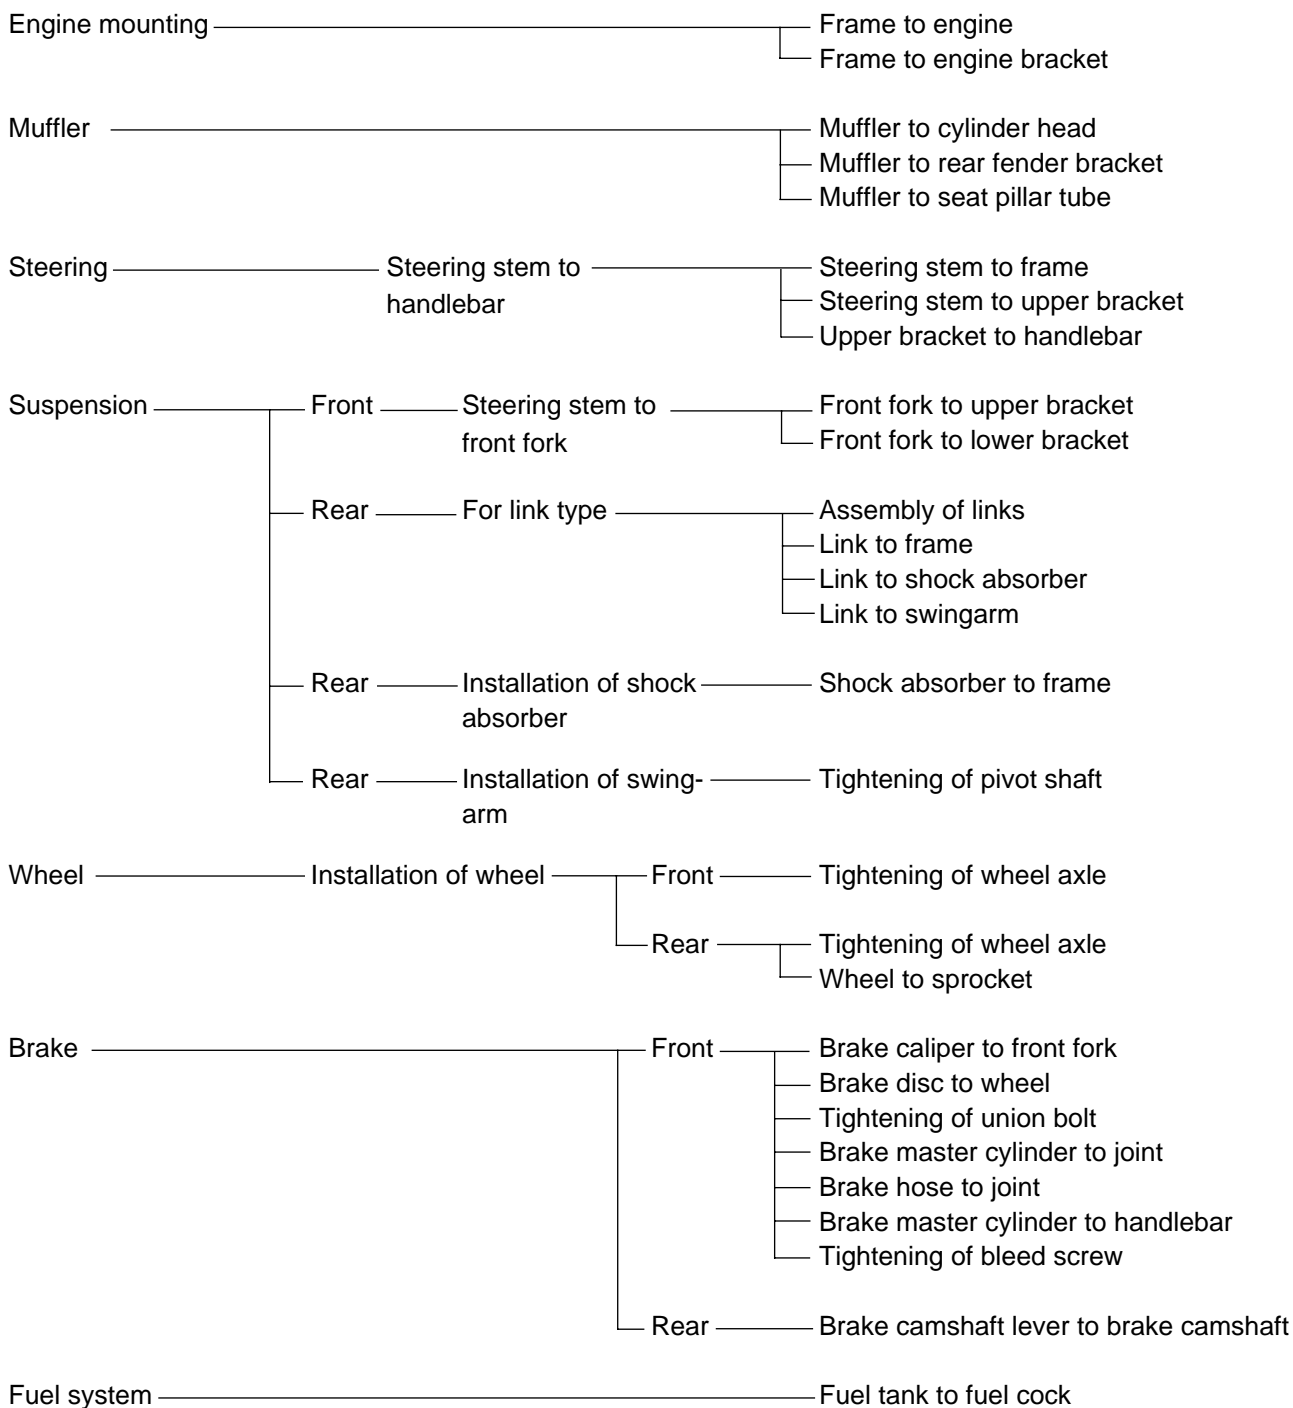 Engine mounting Frame to engine
Frame to engine bracket
Muffler Muffler to cylinder head
Muffler to rear fender bracket
Muffler to seat pillar tube
Steering Steering stem to Steering stem to frame
handlebar Steering stem to upper bracket
Upper bracket to handlebar
Suspension Front Steering stem to Front fork to upper bracket
front fork Front fork to lower bracket
Rear For link type Assembly of links
Link to frame
Link to shock absorber
Link to swingarm
Rear Installation of shock Shock absorber to frame
absorber
Rear Installation of swing- Tightening of pivot shaft
arm
Wheel Installation of wheel Front Tightening of wheel axle
Rear Tightening of wheel axle
Wheel to sprocket
Brake Front Brake caliper to front fork
Brake disc to wheel
Tightening of union bolt
Brake master cylinder to joint
Brake hose to joint
Brake master cylinder to handlebar
Tightening of bleed screw
Rear Brake camshaft lever to brake camshaft
Fuel system Fuel tank to fuel cock